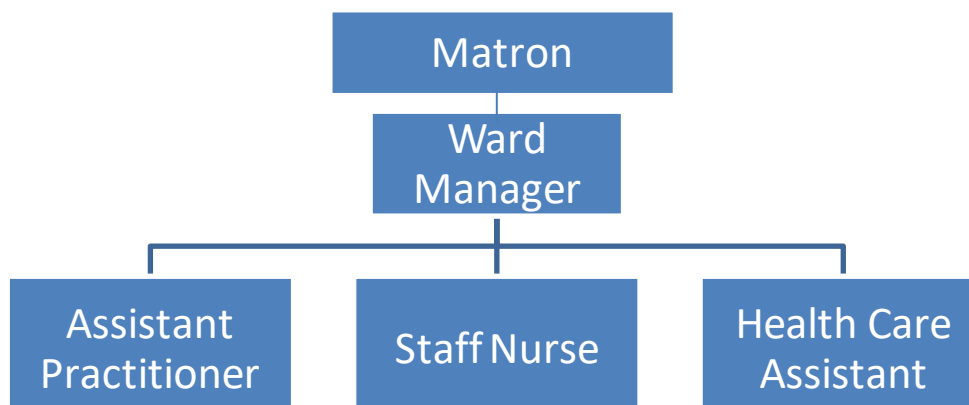 Matron
Ward
Manager
Assistant
Practitioner
Staff Nurse
Health Care
Assistant